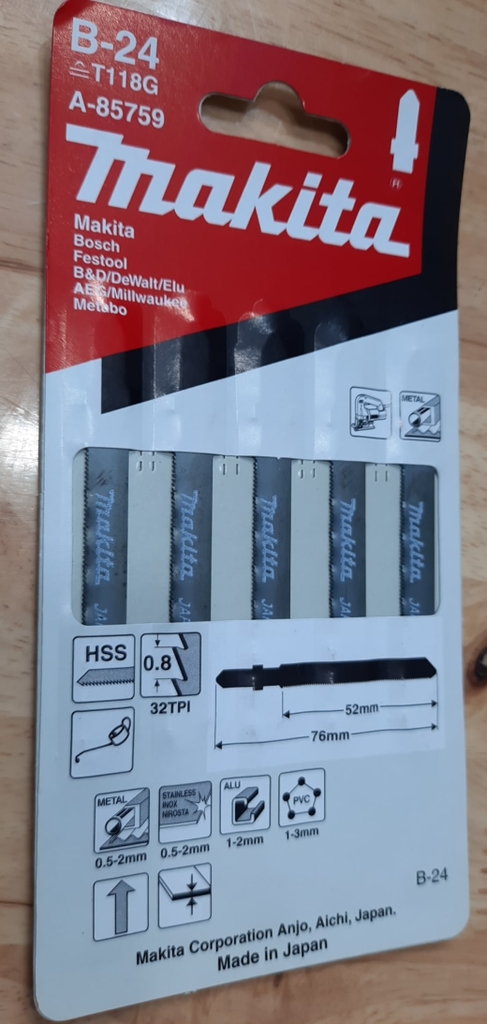 B-24
≙T118G
A-85759
makita
Makita
Bosch
Festool
B&D/DeWalt/Elu
AEG/Millwaukee
Metabo
METAL
Makita
Makita
Makita
Makita
Makita
HSS
0.8
32TPI
52mm
76mm
METAL
0.5-2mm
STAINLESS
INOX
NIROSTA
0.5-2mm
ALU
1-2mm
PVC
1-3mm
B-24
Makita Corporation Anjo, Aichi, Japan.
Made in Japan